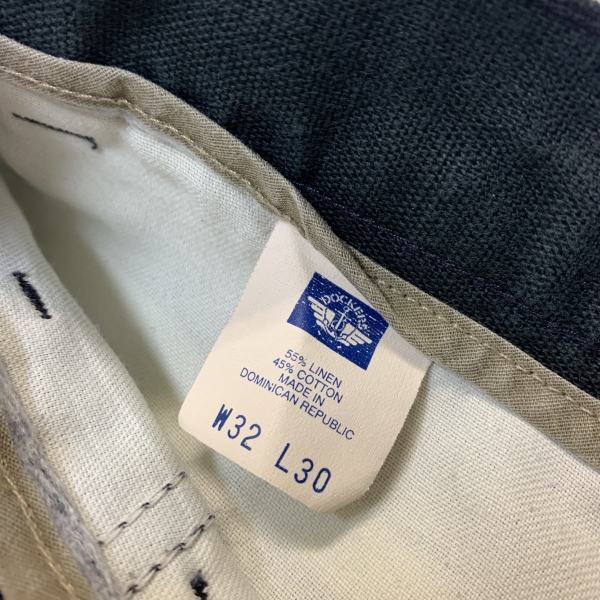 DOCKERS
55% LINEN
45% COTTON
MADE IN
DOMINICAN REPUBLIC
W32 L30